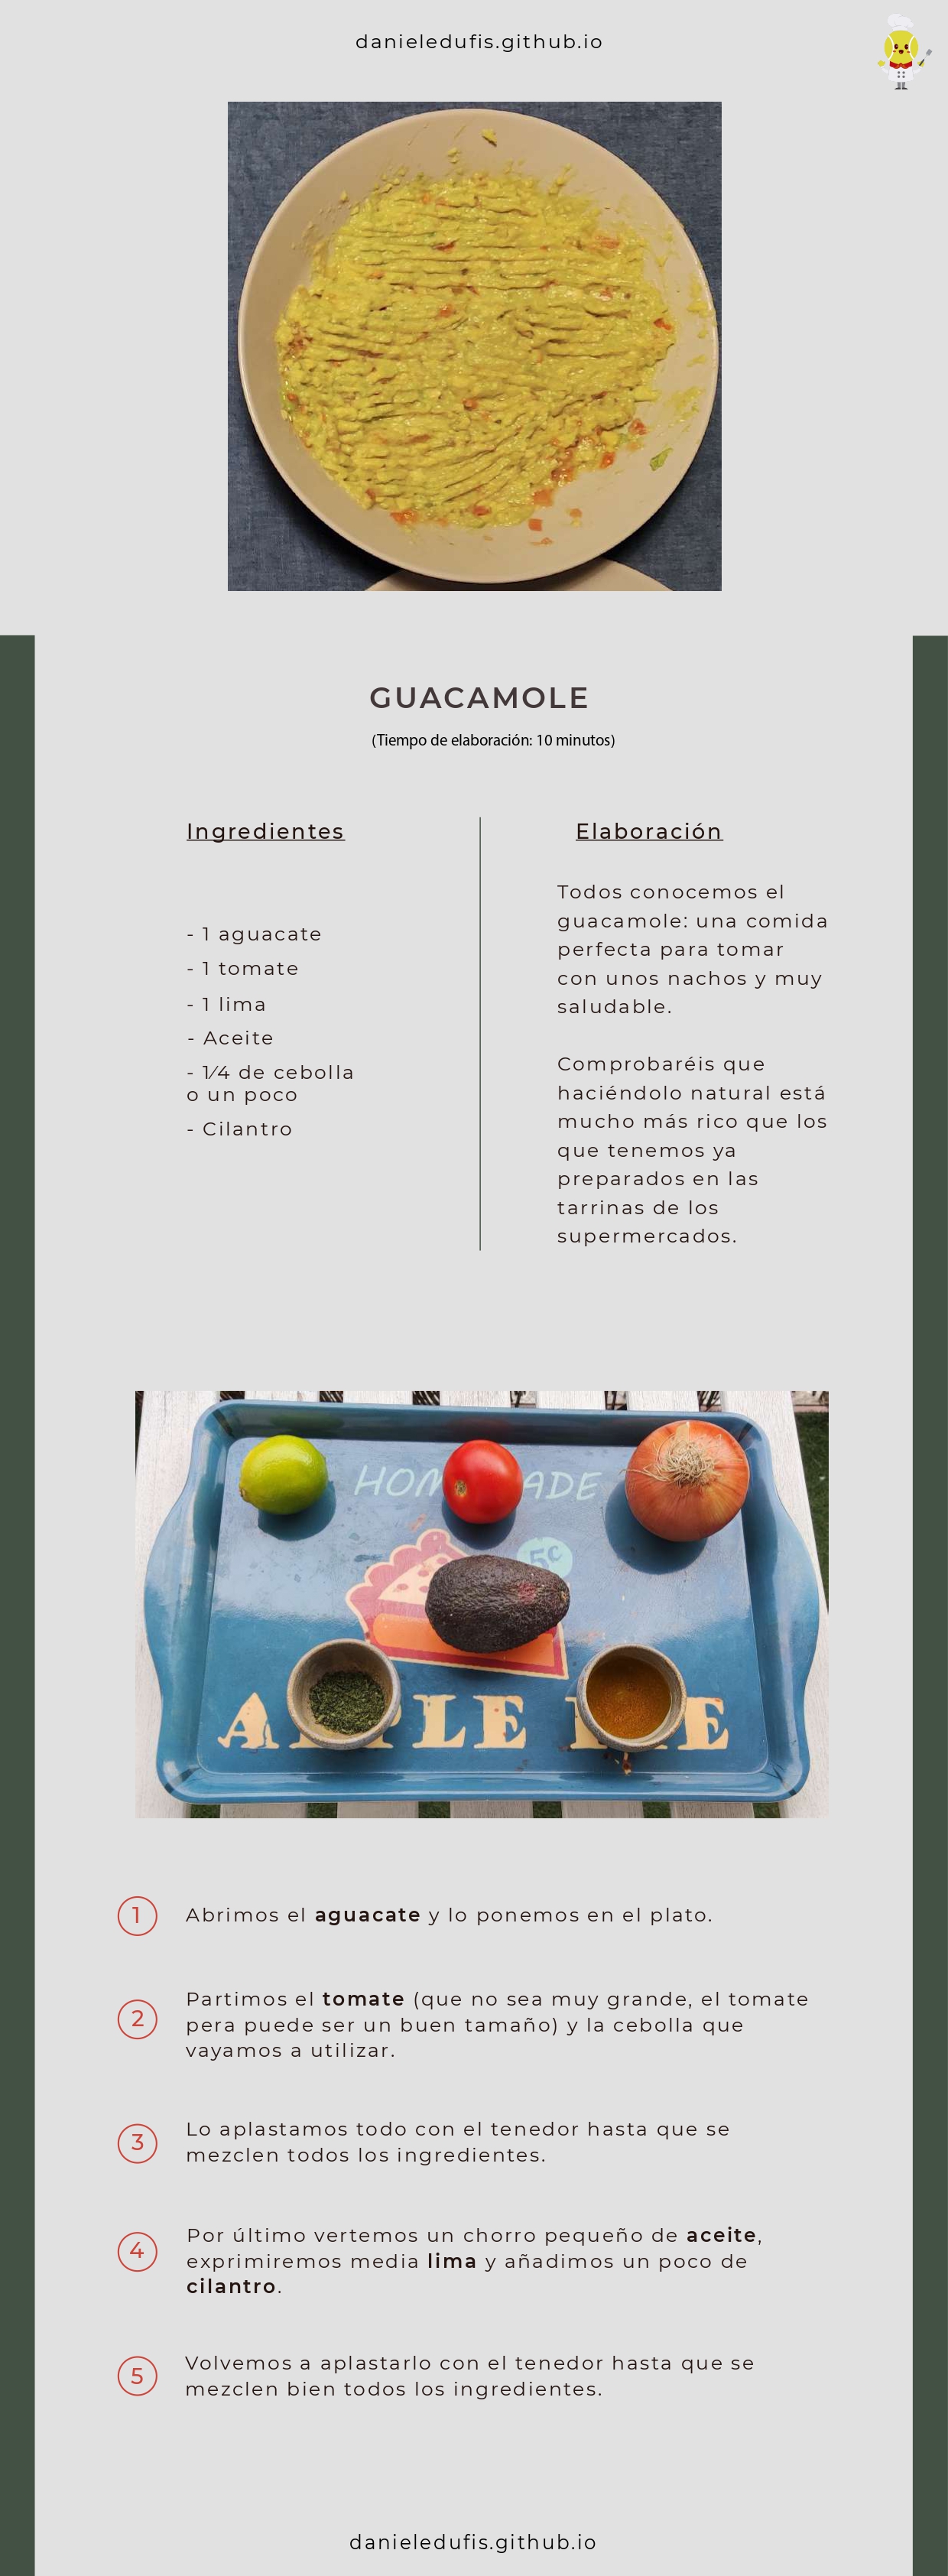 danieledufis.github.io
GUACAMOLE
(Tiempo de elaboración: 10 minutos)
Ingredientes
- 1 aguacate
- 1 tomate
- 1 lima
- Aceite
- 1⁄4 de cebolla
o un poco
- Cilantro
Elaboración
Todos conocemos el
guacamole: una comida
perfecta para tomar
con unos nachos y muy
saludable.
Comprobaréis que
haciéndolo natural está
mucho más rico que los
que tenemos ya
preparados en las
tarrinas de los
supermercados.
5¢
1 Abrimos el aguacate y lo ponemos en el plato.
2 Partimos el tomate (que no sea muy grande, el tomate
pera puede ser un buen tamaño) y la cebolla que
vayamos a utilizar.
3 Lo aplastamos todo con el tenedor hasta que se
mezclen todos los ingredientes.
4 Por último vertemos un chorro pequeño de aceite,
exprimiremos media lima y añadimos un poco de
cilantro.
5 Volvemos a aplastarlo con el tenedor hasta que se
mezclen bien todos los ingredientes.
danieledufis.github.io